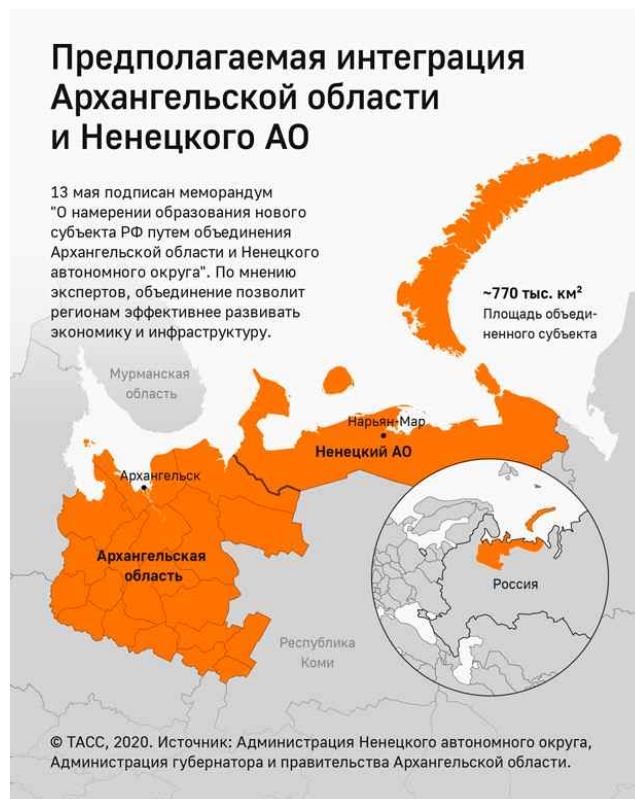 Предполагаемая интеграция
Архангельской области
и Ненецкого АО
13 мая подписан меморандум
"О намерении образования нового
субъекта РФ путем объединения
Архангельской области и Ненецкого
автономного округа". По мнению
экспертов, объединение позволит
регионам эффективнее развивать
экономику и инфраструктуру.
~770 тыс. км²
Площадь объеди-
ненного субъекта
Мурманская
область
Нарьян-Мар
Ненецкий АО
Архангельск
Архангельская
область
Россия
Республика
Коми
© ТАСС, 2020. Источник: Администрация Ненецкого автономного округа,
Администрация губернатора и правительства Архангельской области.